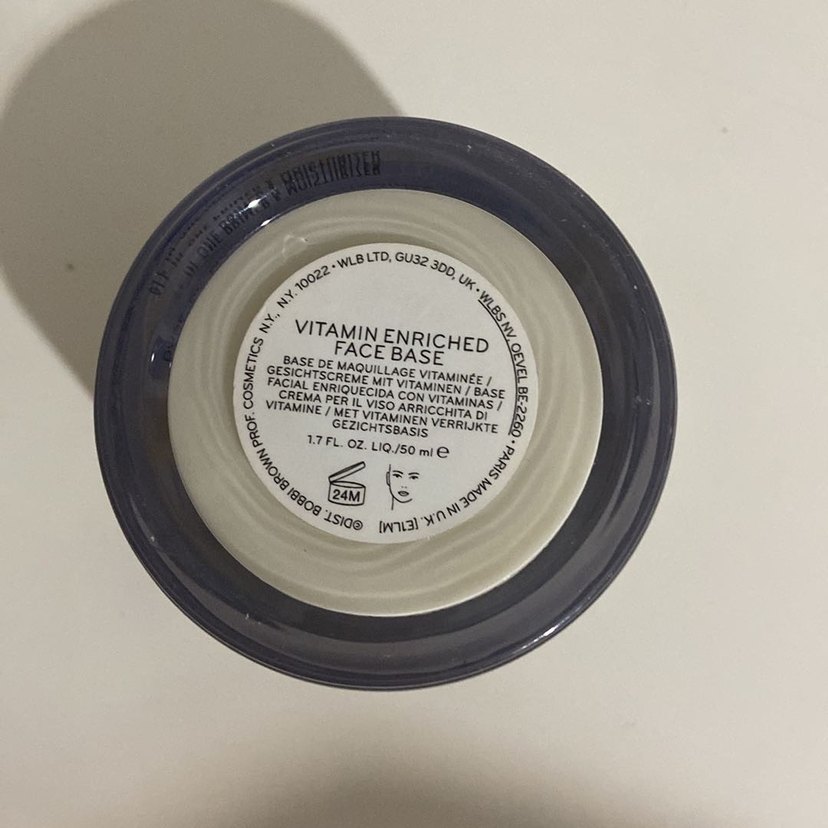 VITAMIN ENRICHED
FACE BASE
BASE DE MAQUILLAGE VITAMINÉE /
GESICHTSCREME MIT VITAMINEN / BASE
FACIAL ENRIQUECIDA CON VITAMINAS /
CREMA PER IL VISO ARRICCHITA DI
VITAMINE / MET VITAMINEN VERRIJKTE
GEZICHTSBASIS
1.7 FL. OZ. LIQ./50 ml e
24M
©DIST. BOBBI BROWN PROF. COSMETICS N.Y., N.Y. 10022 • WLB LTD, GU32 3DD, UK • WLBS NV, OEVEL BE-2260 • PARIS MADE IN U.K. [E1LM]